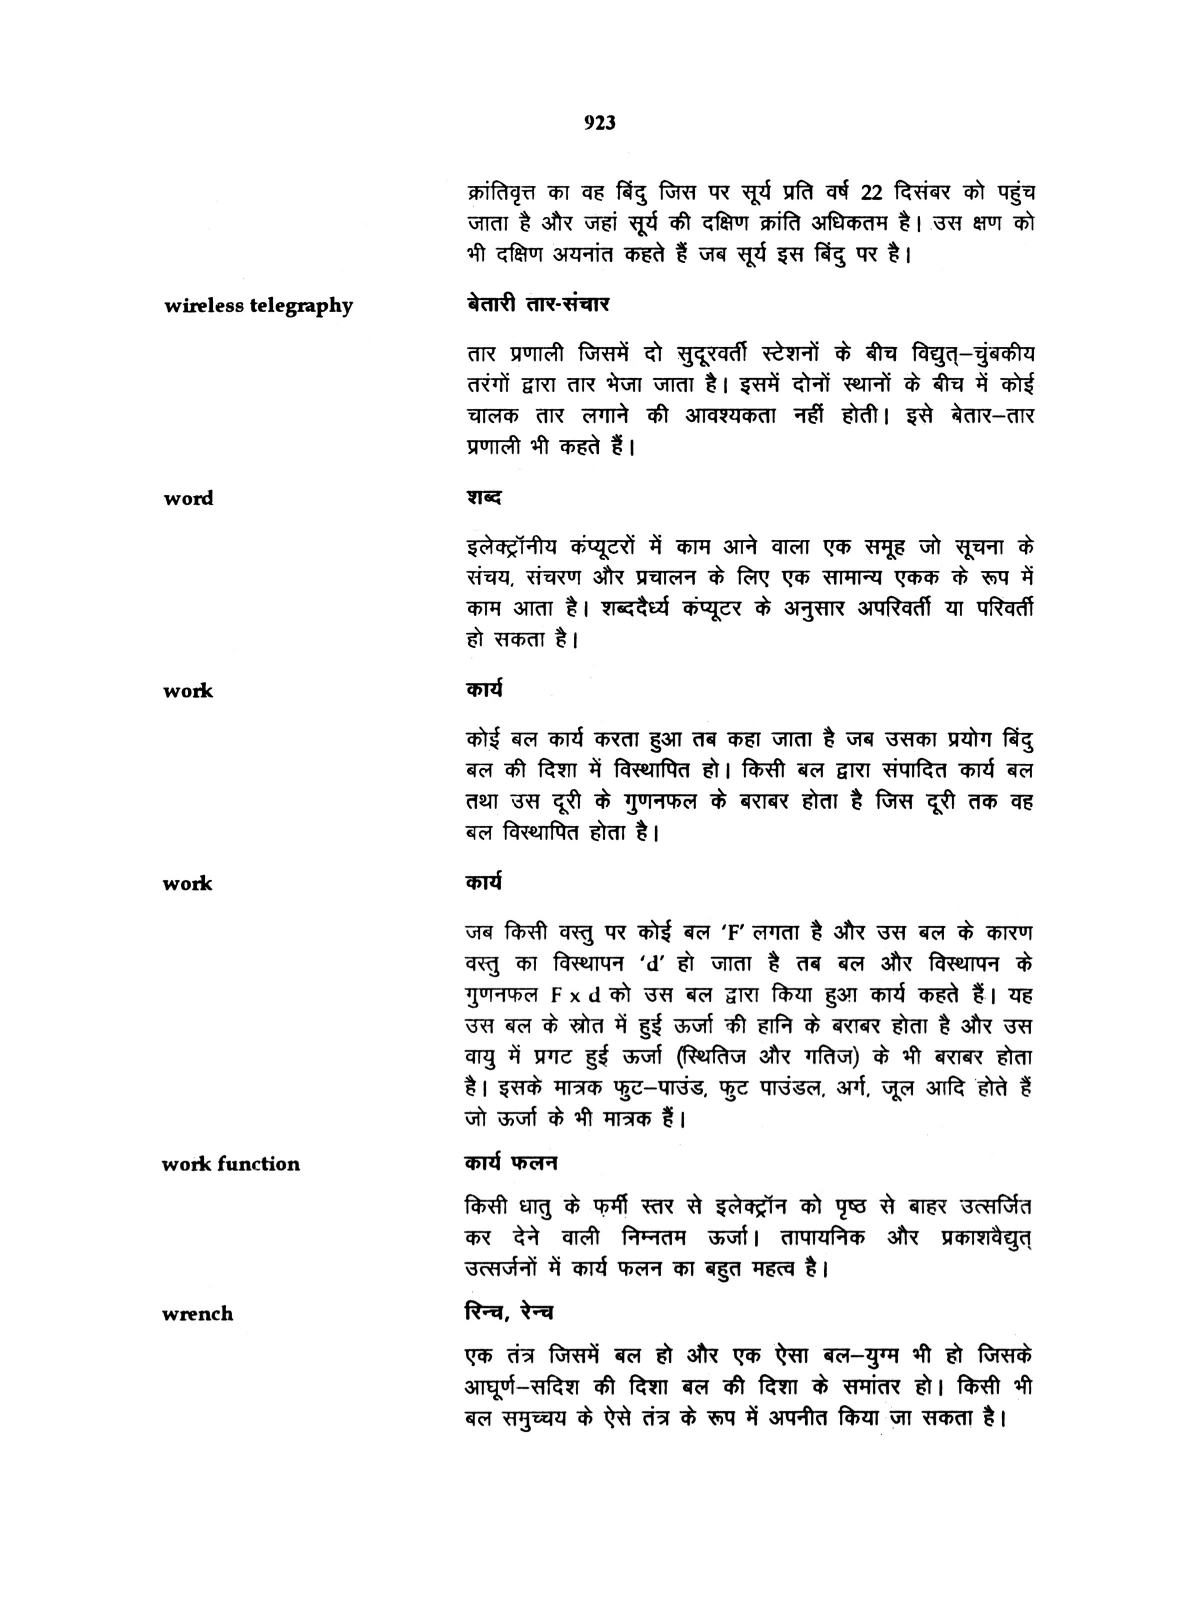 923
क्रांतिवृत्त का वह बिंदु जिस पर सूर्य प्रति वर्ष 22 दिसंबर को पहुंच
जाता है और जहां सूर्य की दक्षिण क्रांति अधिकतम है। उस क्षण को
भी दक्षिण अयनांत कहते हैं जब सूर्य इस बिंदु पर है।
wireless telegraphy बेतारी तार-संचार
तार प्रणाली जिसमें दो सुदूरवर्ती स्टेशनों के बीच विद्युत्–चुंबकीय
तरंगों द्वारा तार भेजा जाता है। इसमें दोनों स्थानों के बीच में कोई
चालक तार लगाने की आवश्यकता नहीं होती। इसे बेतार–तार
प्रणाली भी कहते हैं।
word शब्द
इलेक्ट्रॉनीय कंप्यूटरों में काम आने वाला एक समूह जो सूचना के
संचय, संचरण और प्रचालन के लिए एक सामान्य एकक के रूप में
काम आता है। शब्ददैर्ध्य कंप्यूटर के अनुसार अपरिवर्ती या परिवर्ती
हो सकता है।
work कार्य
कोई बल कार्य करता हुआ तब कहा जाता है जब उसका प्रयोग बिंदु
बल की दिशा में विस्थापित हो। किसी बल द्वारा संपादित कार्य बल
तथा उस दूरी के गुणनफल के बराबर होता है जिस दूरी तक वह
बल विस्थापित होता है।
work कार्य
जब किसी वस्तु पर कोई बल ‘F’ लगता है और उस बल के कारण
वस्तु का विस्थापन ‘d’ हो जाता है तब बल और विस्थापन के
गुणनफल F x d को उस बल द्वारा किया हुआ कार्य कहते हैं। यह
उस बल के स्रोत में हुई ऊर्जा की हानि के बराबर होता है और उस
वायु में प्रगट हुई ऊर्जा (स्थितिज और गतिज) के भी बराबर होता
है। इसके मात्रक फुट–पाउंड, फुट पाउंडल, अर्ग, जूल आदि होते हैं
जो ऊर्जा के भी मात्रक हैं।
work function कार्य फलन
किसी धातु के फ़र्मी स्तर से इलेक्ट्रॉन को पृष्ठ से बाहर उत्सर्जित
कर देने वाली निम्नतम ऊर्जा। तापायनिक और प्रकाशवैद्युत्
उत्सर्जनों में कार्य फलन का बहुत महत्व है।
wrench रिन्च, रेन्च
एक तंत्र जिसमें बल हो और एक ऐसा बल–युग्म भी हो जिसके
आघूर्ण–सदिश की दिशा बल की दिशा के समांतर हो। किसी भी
बल समुच्चय के ऐसे तंत्र के रूप में अपनीत किया जा सकता है।